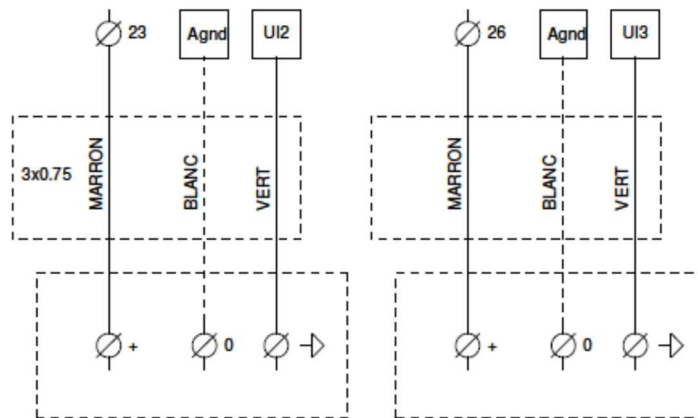 23 Agnd UI2 26 Agnd UI3
3x0.75 MARRON BLANC VERT MARRON BLANC VERT
+ 0 + 0